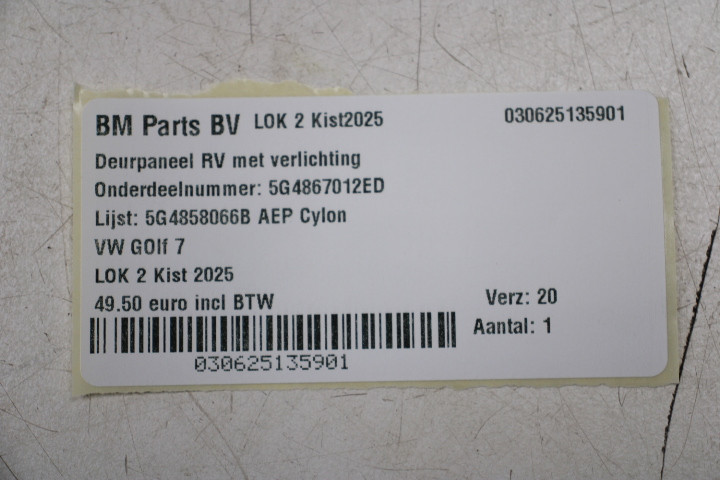 BM Parts BV LOK 2 Kist2025 030625135901
Deurpaneel RV met verlichting
Onderdeelnummer: 5G4867012ED
Lijst: 5G4858066B AEP Cylon
VW GOlf 7
LOK 2 Kist 2025
49.50 euro incl BTW Verz: 20
Aantal: 1
030625135901